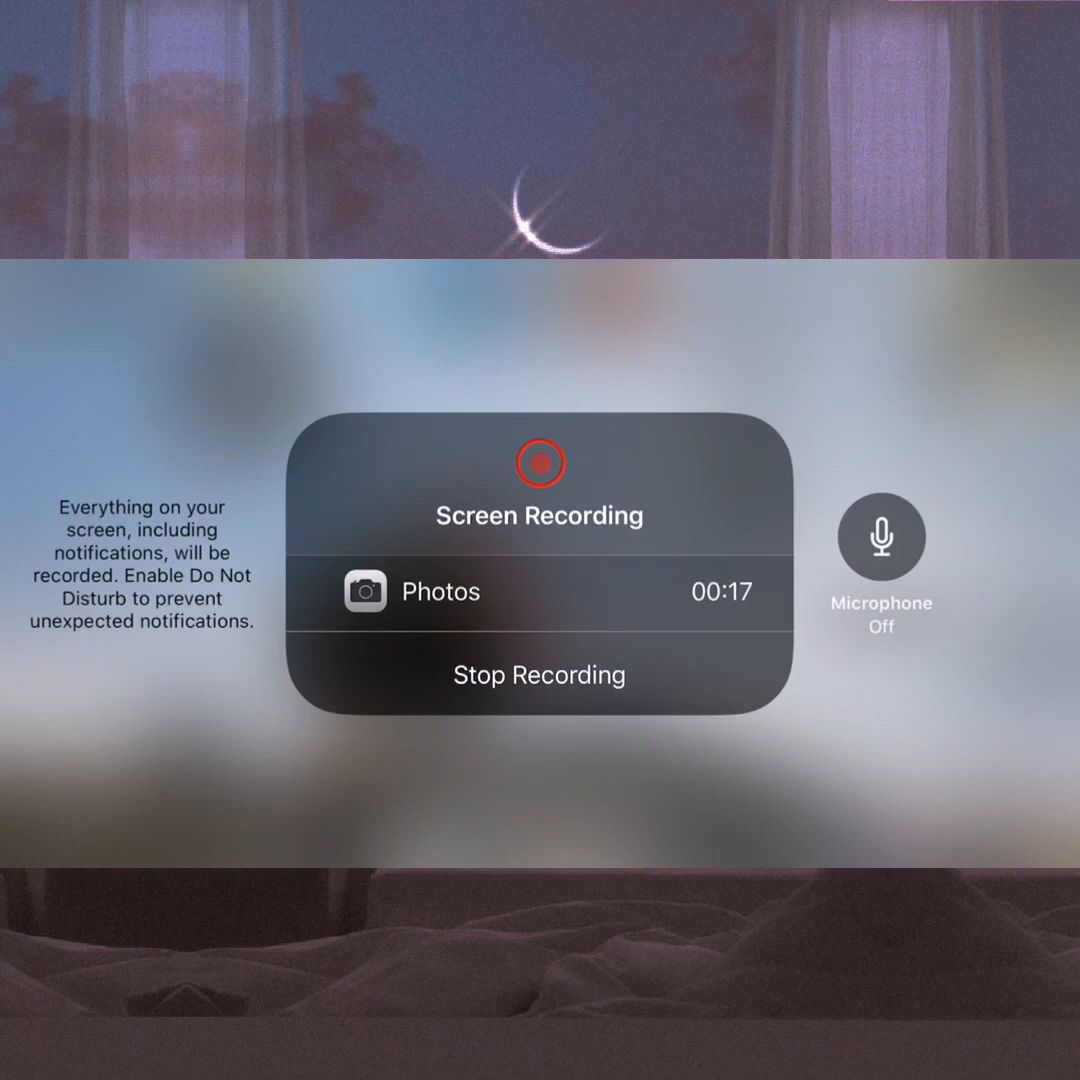 Everything on your
screen, including
notifications, will be
recorded. Enable Do Not
Disturb to prevent
unexpected notifications.
Screen Recording
Photos 00:17
Stop Recording
Microphone
Off